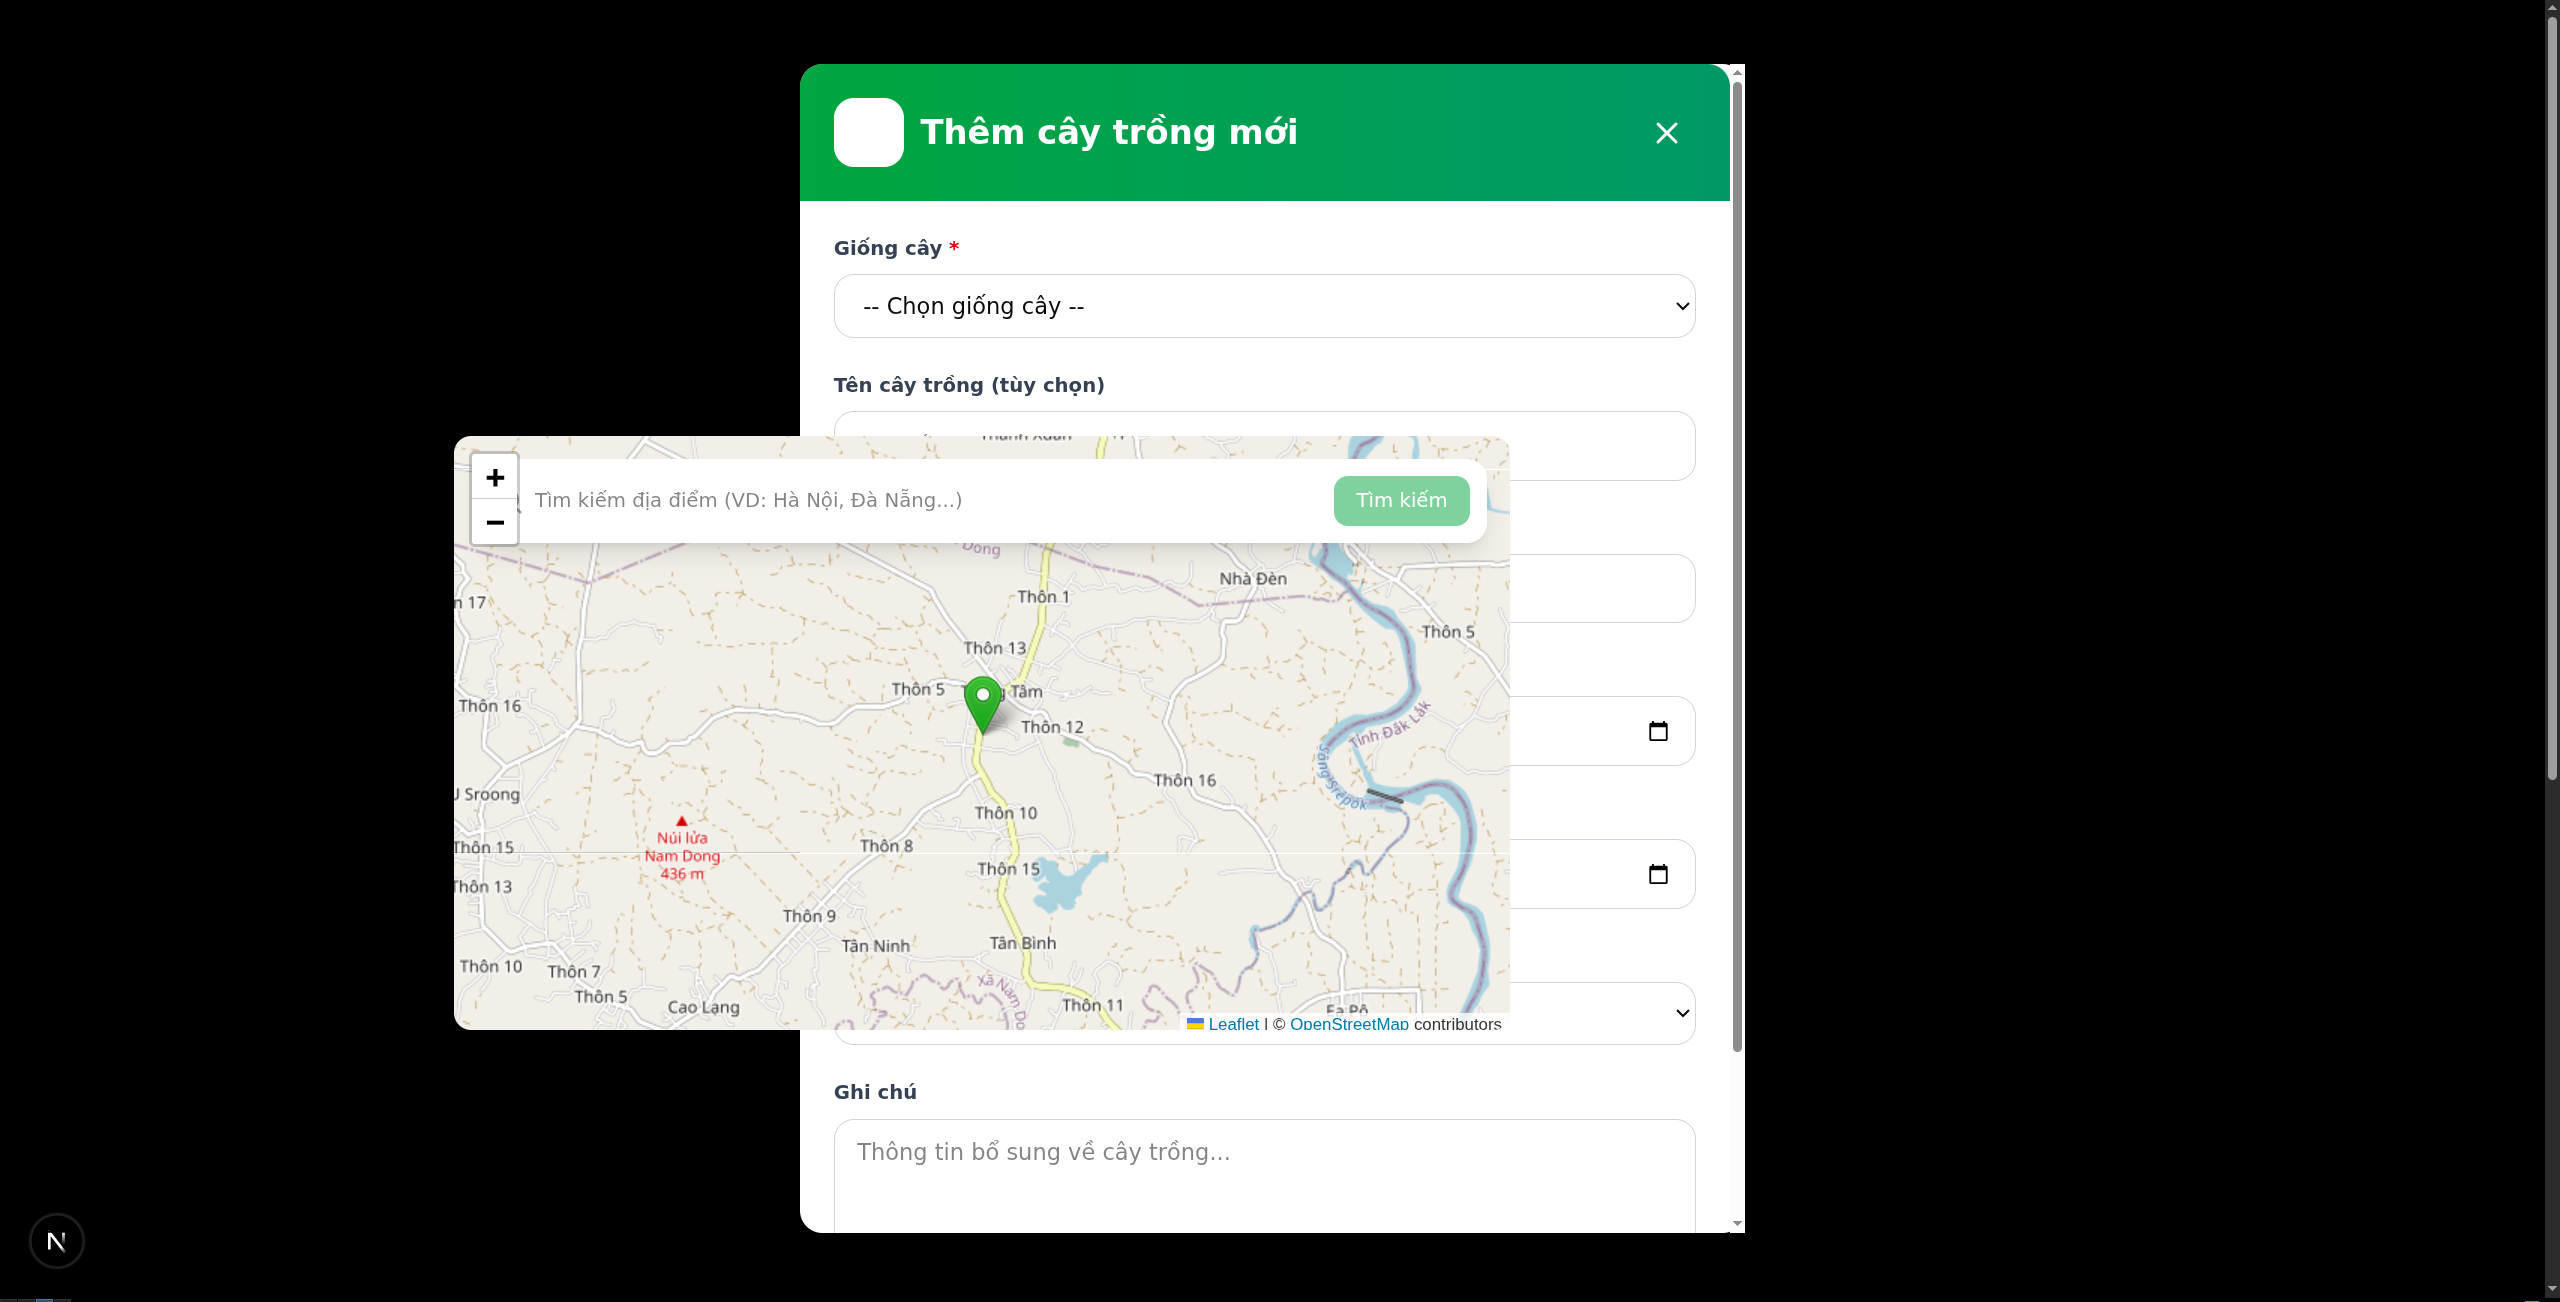 Thêm cây trồng mới
Giống cây *
-- Chọn giống cây --
Tên cây trồng (tùy chọn)
+
Tìm kiếm địa điểm (VD: Hà Nội, Đà Nẵng...)
Tìm kiếm
−
Dong
Nhà Đèn
Thôn 1
n 17
Thôn 5
Thôn 13
Thôn 5
g Tâm
Thôn 16
Thôn 12
Tỉnh Đắk Lắk
Sông Srêpôk
Thôn 16
U Sroong
Thôn 10
Núi lửa
Nam Dong
436 m
Thôn 15
Thôn 8
Thôn 15
Thôn 13
Thôn 9
Tân Ninh
Tân Bình
Thôn 10
Thôn 7
Thôn 5
Xã Nam Do
Cao Lạng
Thôn 11
Ea Pô
Leaflet | © OpenStreetMap contributors
Ghi chú
Thông tin bổ sung về cây trồng...
N